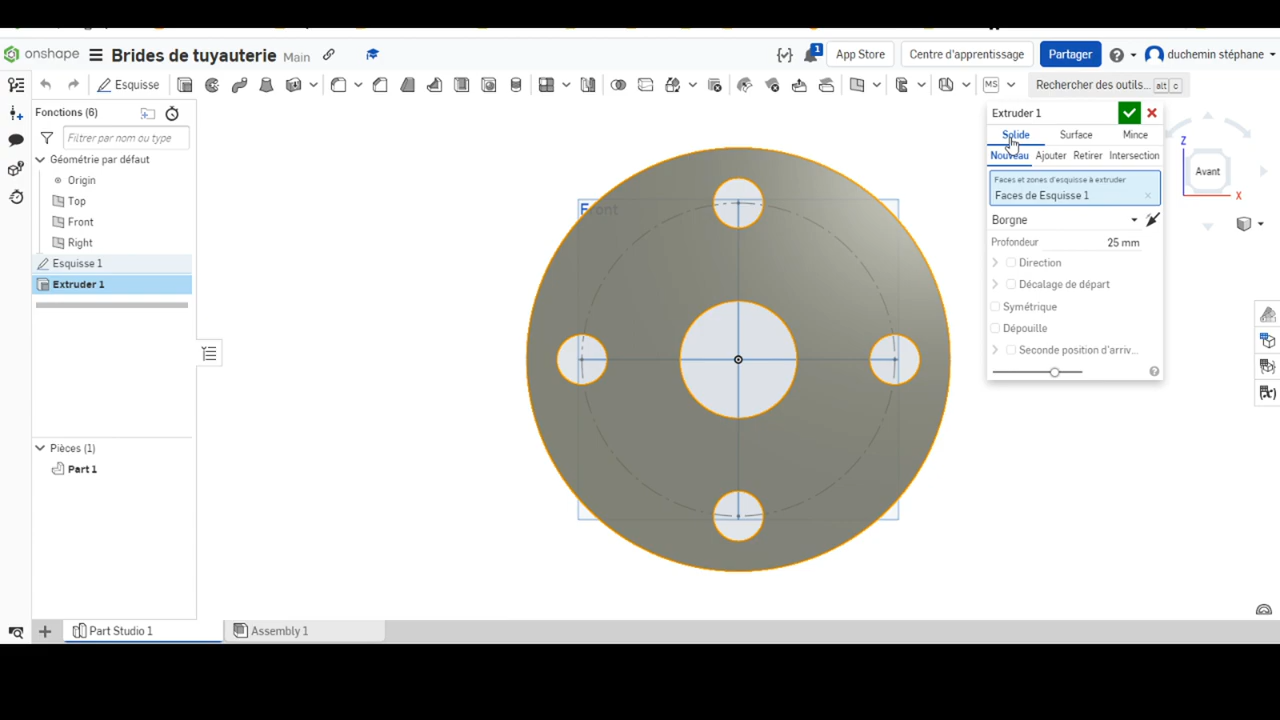 onshape Brides de tuyauterie Main
1 App Store Centre d'apprentissage Partager duchemin stéphane
Esquisse MS Rechercher des outils... alt c
Fonctions (6)
Filtrer par nom ou type
Géométrie par défaut
Origin
Top
Front
Right
Esquisse 1
Extruder 1
Pièces (1)
Part 1
Front
Extruder 1
Solide Surface Mince
Nouveau Ajouter Retirer Intersection
Faces et zones d'esquisse à extruder
Faces de Esquisse 1
Borgne
Profondeur 25 mm
Direction
Décalage de départ
Symétrique
Dépouille
Seconde position d'arriv...
Z
Avant
X
Part Studio 1 Assembly 1